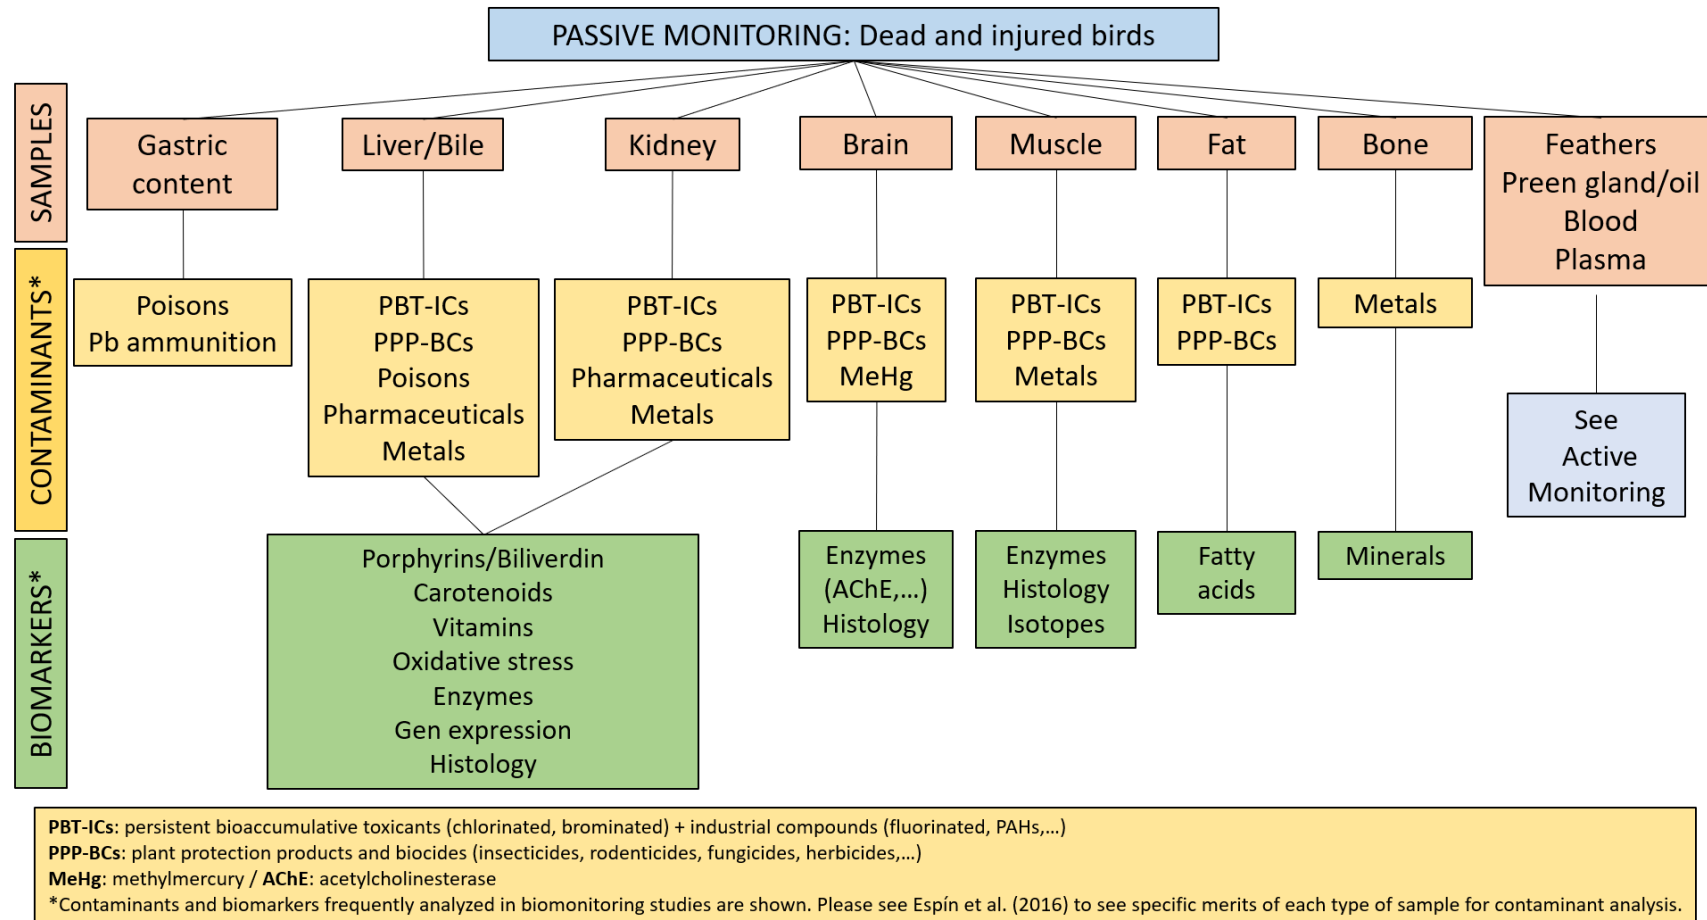 PASSIVE MONITORING: Dead and injured birds
SAMPLES
Gastric
content
Liver/Bile
Kidney
Brain
Muscle
Fat
Bone
Feathers
Preen gland/oil
Blood
Plasma
CONTAMINANTS*
Poisons
Pb ammunition
PBT-ICs
PPP-BCs
Poisons
Pharmaceuticals
Metals
PBT-ICs
PPP-BCs
Pharmaceuticals
Metals
PBT-ICs
PPP-BCs
MeHg
PBT-ICs
PPP-BCs
Metals
PBT-ICs
PPP-BCs
Metals
See
Active
Monitoring
BIOMARKERS*
Porphyrins/Biliverdin
Carotenoids
Vitamins
Oxidative stress
Enzymes
Gen expression
Histology
Enzymes
(AChE,...)
Histology
Enzymes
Histology
Isotopes
Fatty
acids
Minerals
PBT-ICs: persistent bioaccumulative toxicants (chlorinated, brominated) + industrial compounds (fluorinated, PAHs,...)
PPP-BCs: plant protection products and biocides (insecticides, rodenticides, fungicides, herbicides,...)
MeHg: methylmercury / AChE: acetylcholinesterase
*Contaminants and biomarkers frequently analyzed in biomonitoring studies are shown. Please see Espín et al. (2016) to see specific merits of each type of sample for contaminant analysis.